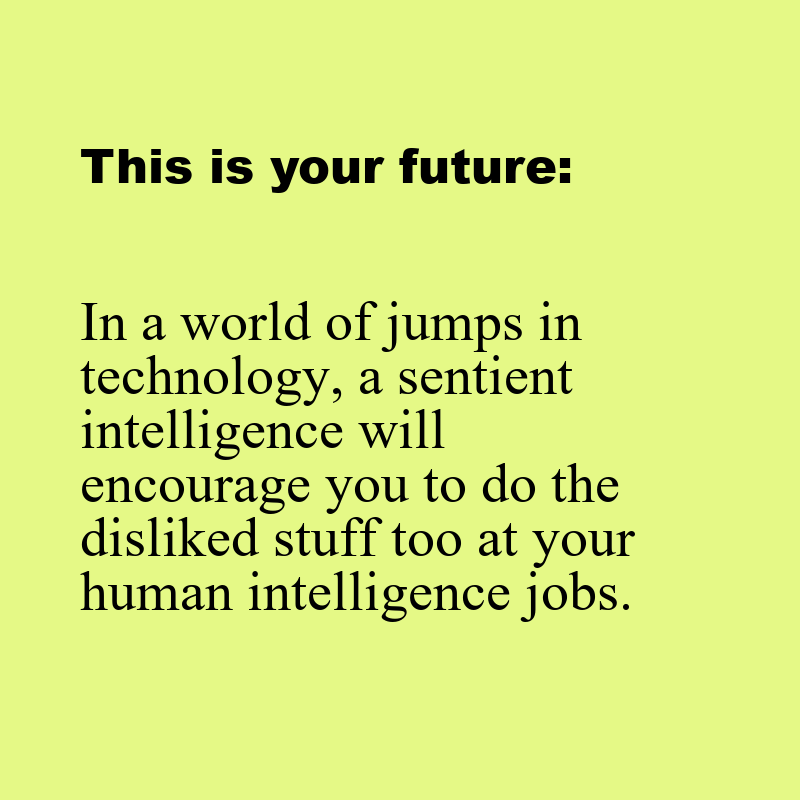 This is your future:
In a world of jumps in
technology, a sentient
intelligence will
encourage you to do the
disliked stuff too at your
human intelligence jobs.